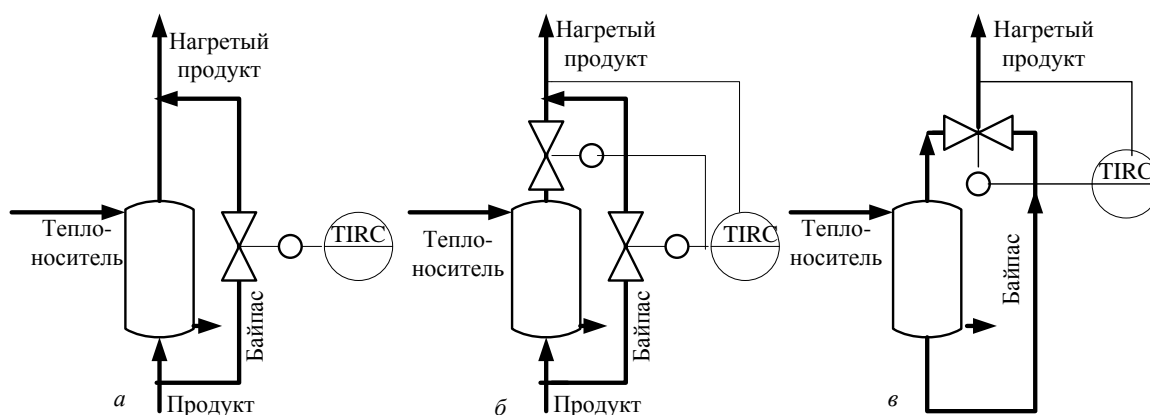 Нагретый
продукт
Тепло-
носитель
TIRC
Байпас
Продукт
а
Нагретый
продукт
Тепло-
носитель
TIRC
Байпас
Продукт
б
Нагретый
продукт
TIRC
Тепло-
носитель
Байпас
в